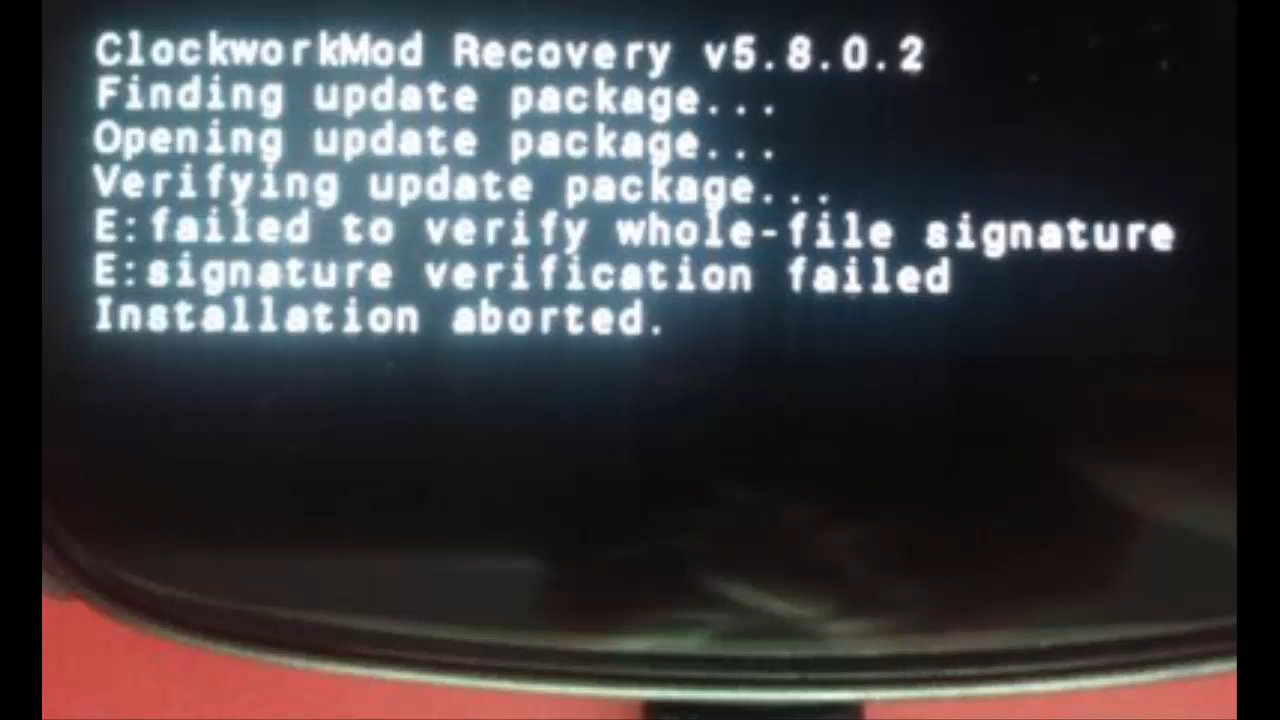 ClockworkMod Recovery v5.8.0.2
Finding update package...
Opening update package...
Verifying update package...
E:failed to verify whole-file signature
E:signature verification failed
Installation aborted.